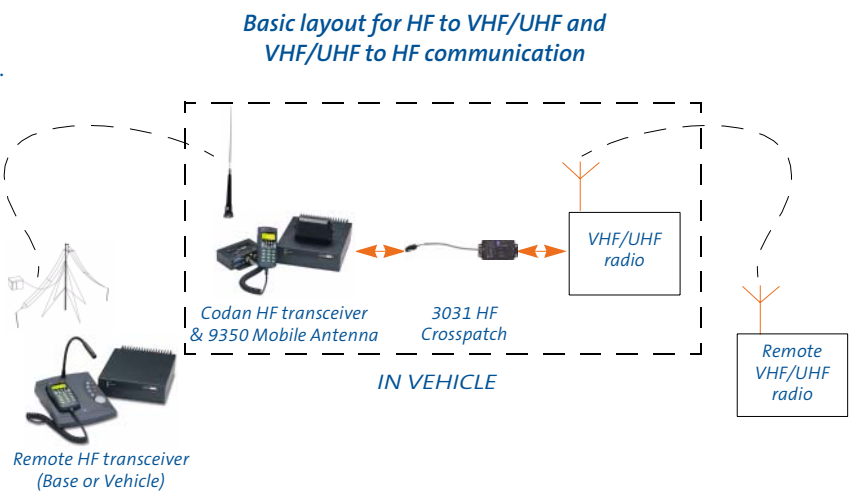 Basic layout for HF to VHF/UHF and
VHF/UHF to HF communication
.
VHF/UHF
radio
Codan HF transceiver
& 9350 Mobile Antenna
3031 HF
Crosspatch
IN VEHICLE
Remote
VHF/UHF
radio
Remote HF transceiver
(Base or Vehicle)